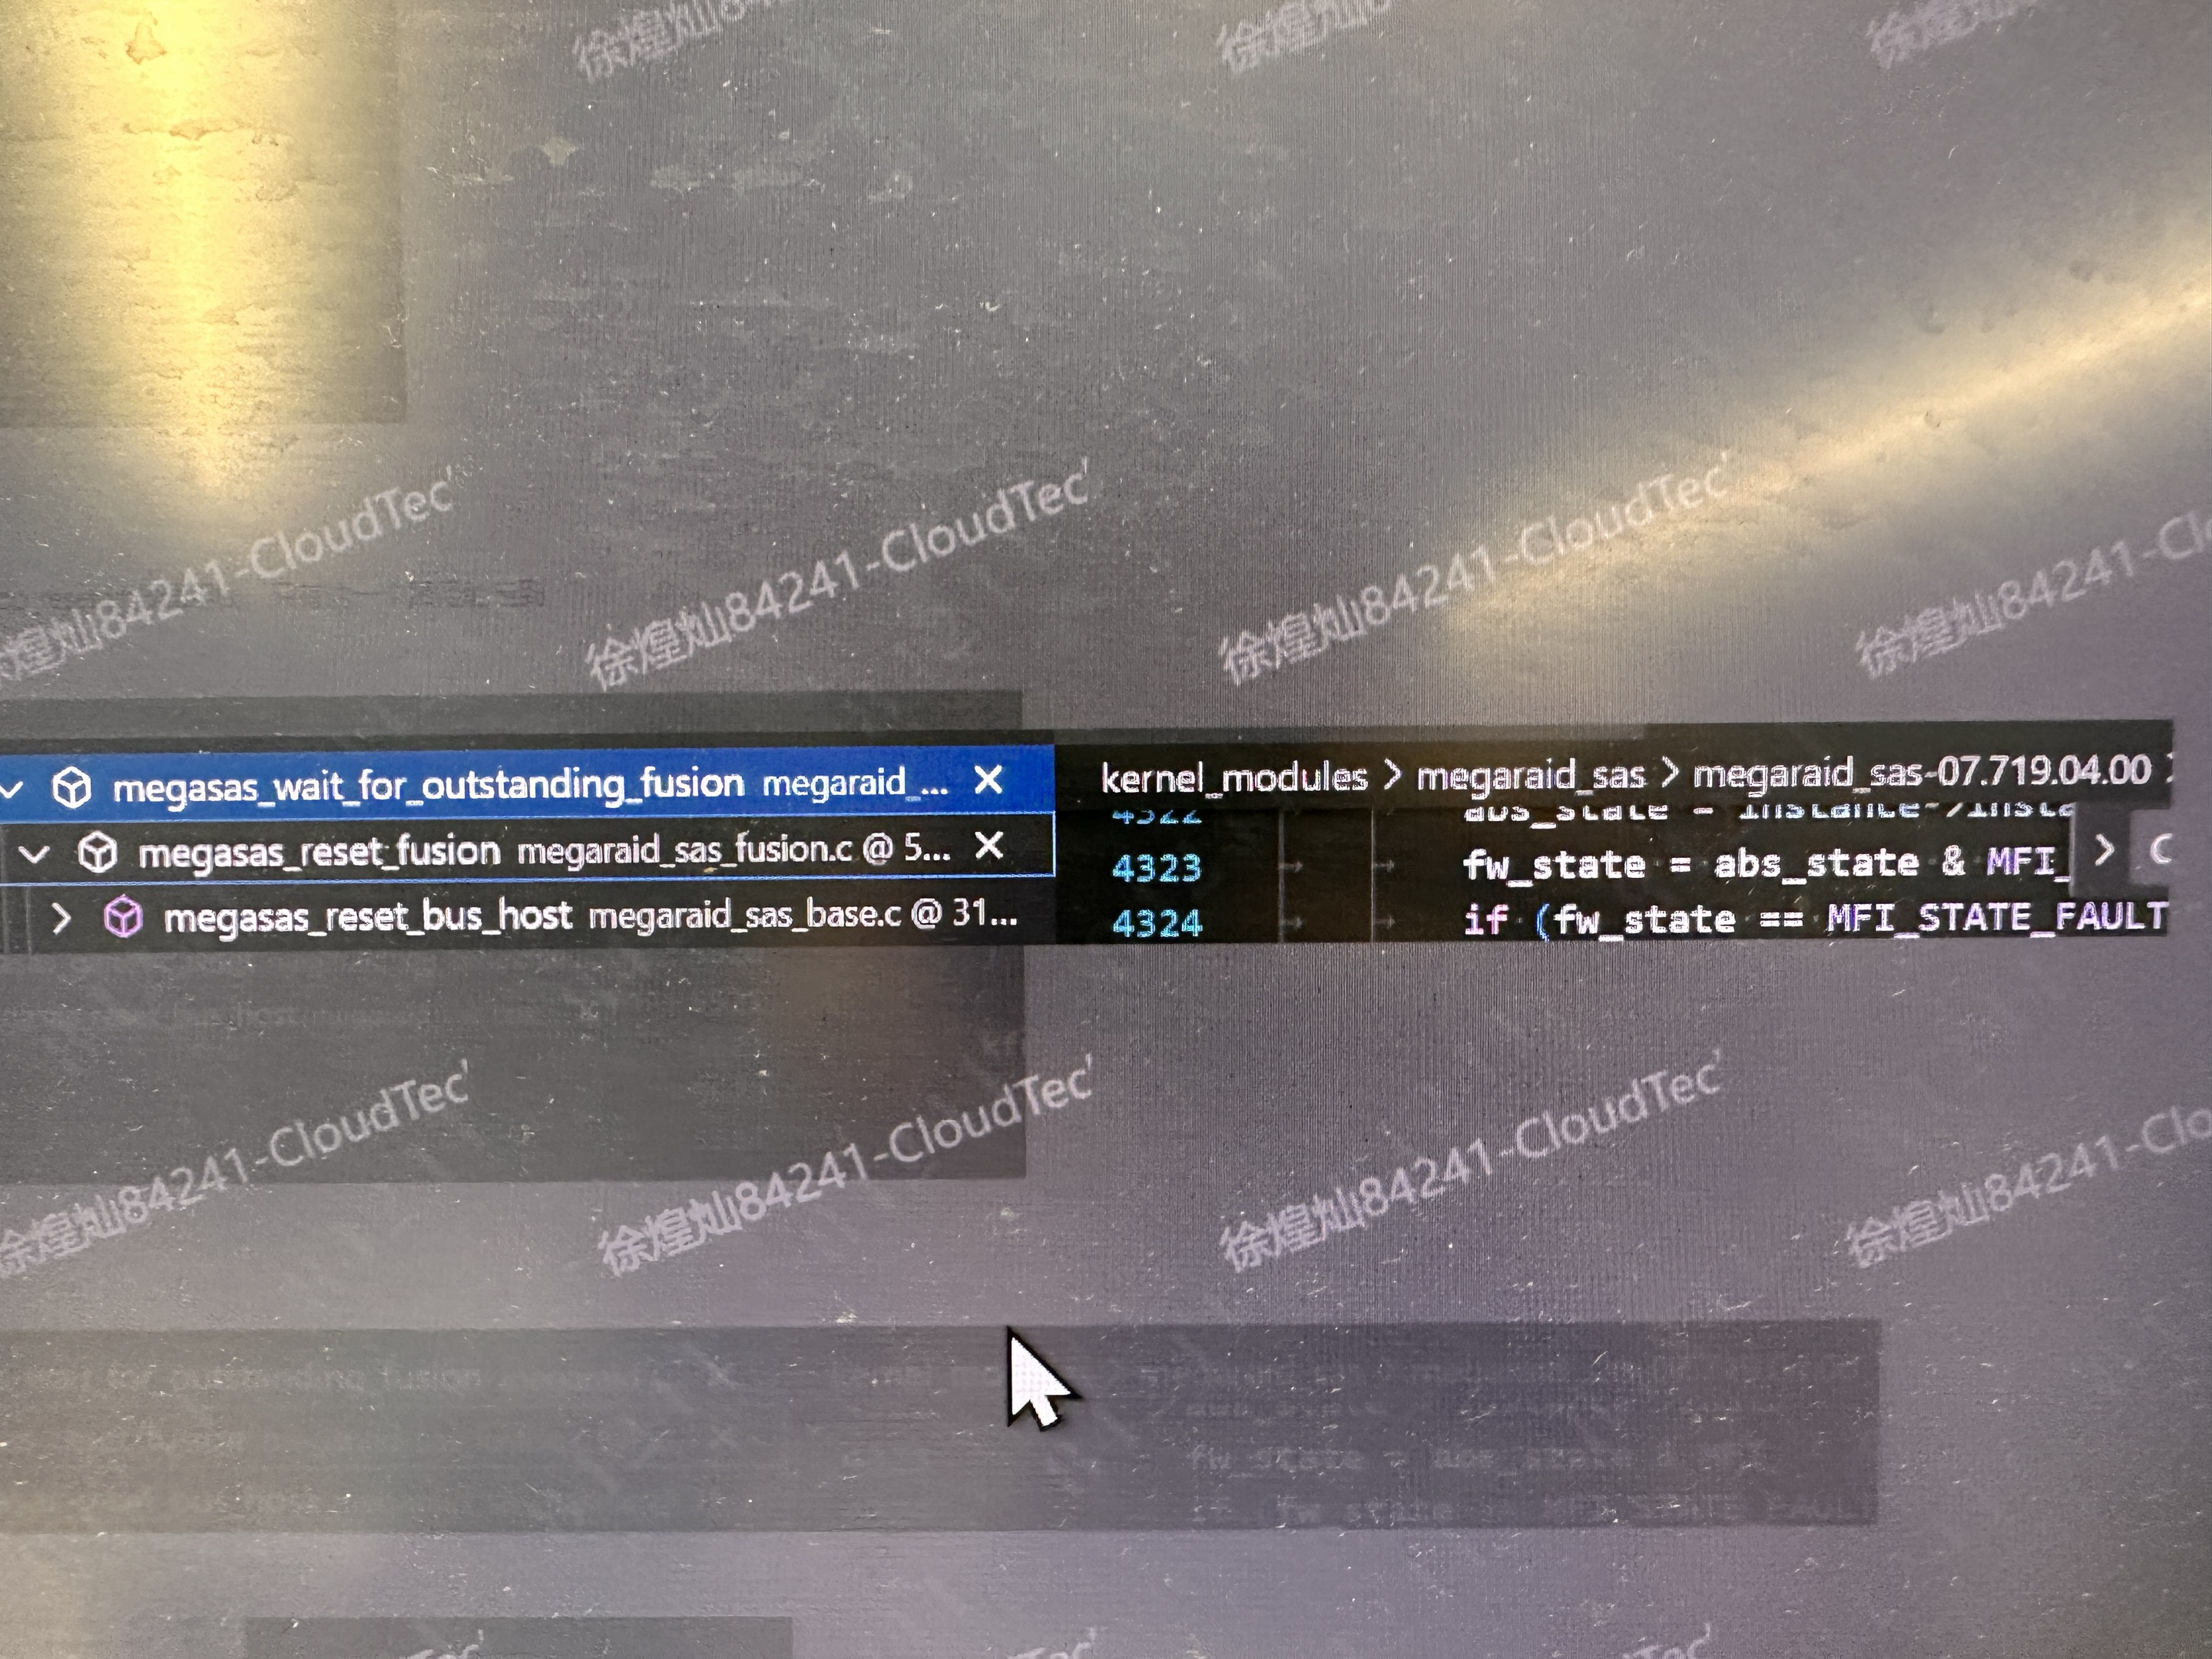 徐煌灿84241-CloudTec'
徐煌灿84241-CloudTec'
徐煌灿84241-CloudTec'
徐煌灿84241-Cl
megasas_wait_for_outstanding_fusion megaraid_...
megasas_reset_fusion megaraid_sas_fusion.c @ 5...
megasas_reset_bus_host megaraid_sas_base.c @ 31...
kernel_modules > megaraid_sas > megaraid_sas-07.719.04.00
4322 abs_state = instance->insta
4323 fw_state = abs_state & MFI_
4324 if (fw_state == MFI_STATE_FAULT
徐煌灿84241-CloudTec'
徐煌灿84241-CloudTec'
徐煌灿84241-CloudTec'
徐煌灿84241-Clo